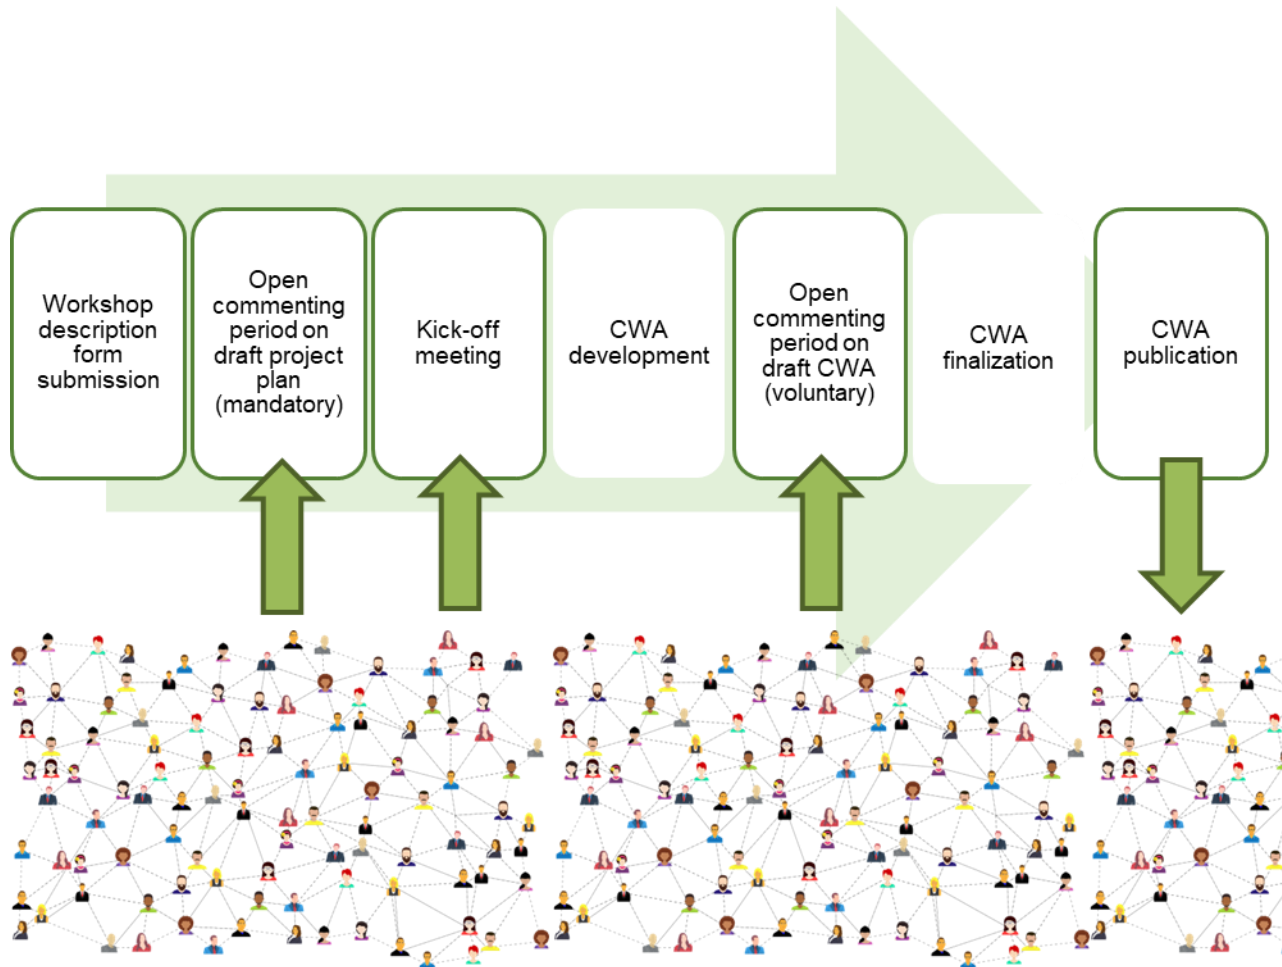 Workshop
description
form
submission
Open
commenting
period on
draft project
plan
(mandatory)
Kick-off
meeting
CWA
development
Open
commenting
period on
draft CWA
(voluntary)
CWA
finalization
CWA
publication